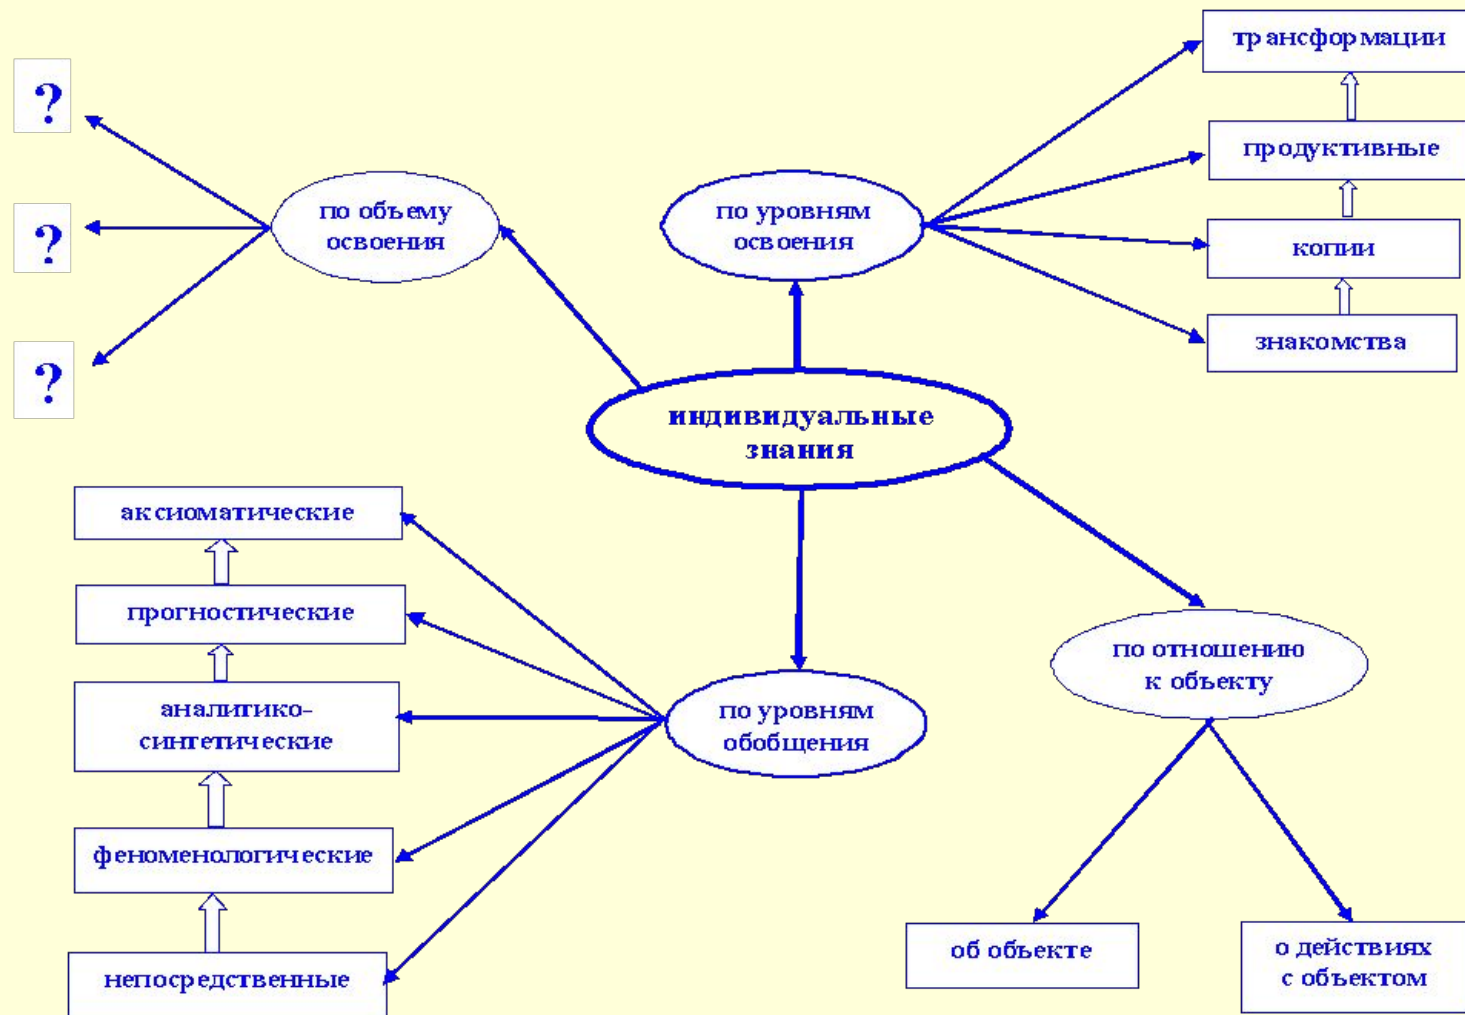 ?
?
?
по объему
освоения
по уровням
освоения
трансформации
продуктивные
копии
знакомства
индивидуальные
знания
аксиоматические
прогностические
аналитико-
синтетические
феноменологические
непосредственные
по уровням
обобщения
по отношению
к объекту
об объекте
о действиях
с объектом